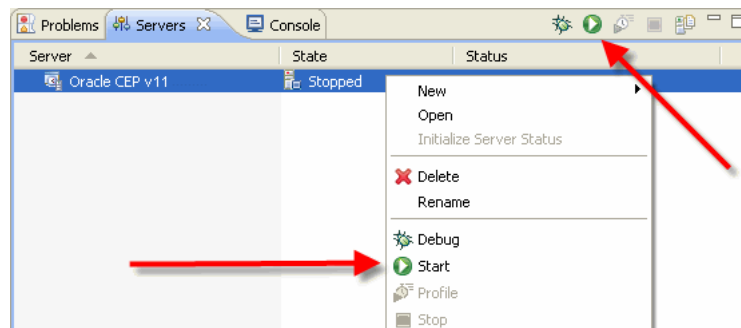 Problems Servers Console
Server State Status
Oracle CEP v11 Stopped
New
Open
Initialize Server Status
Delete
Rename
Debug
Start
Profile
Stop